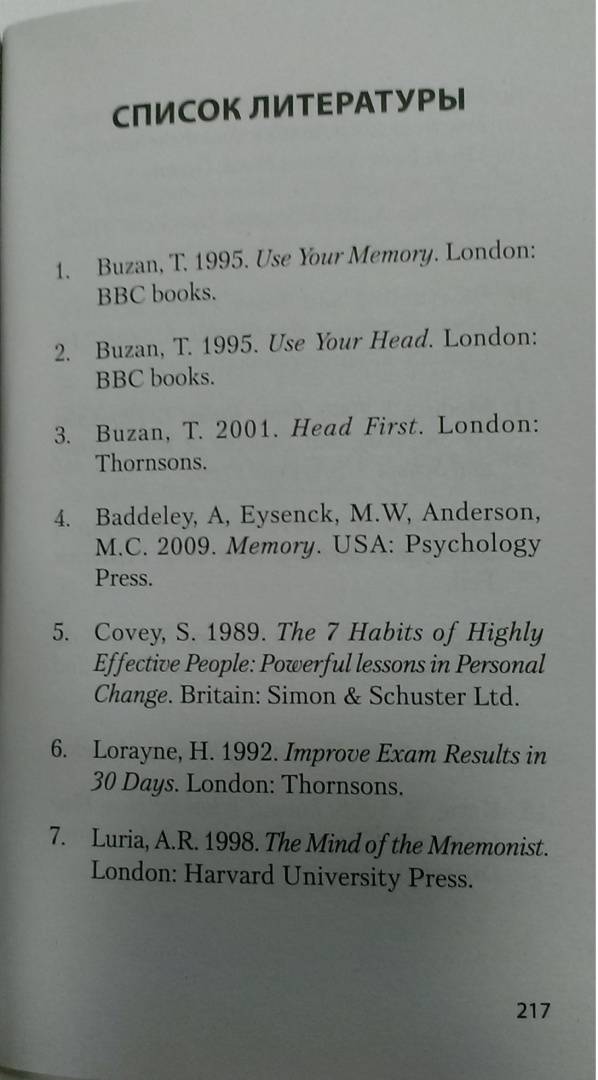 СПИСОК ЛИТЕРАТУРЫ
1. Buzan, T. 1995. Use Your Memory. London:
BBC books.
2. Buzan, T. 1995. Use Your Head. London:
BBC books.
3. Buzan, T. 2001. Head First. London:
Thornsons.
4. Baddeley, A, Eysenck, M.W, Anderson,
M.C. 2009. Memory. USA: Psychology
Press.
5. Covey, S. 1989. The 7 Habits of Highly
Effective People: Powerful lessons in Personal
Change. Britain: Simon & Schuster Ltd.
6. Lorayne, H. 1992. Improve Exam Results in
30 Days. London: Thornsons.
7. Luria, A.R. 1998. The Mind of the Mnemonist.
London: Harvard University Press.
217